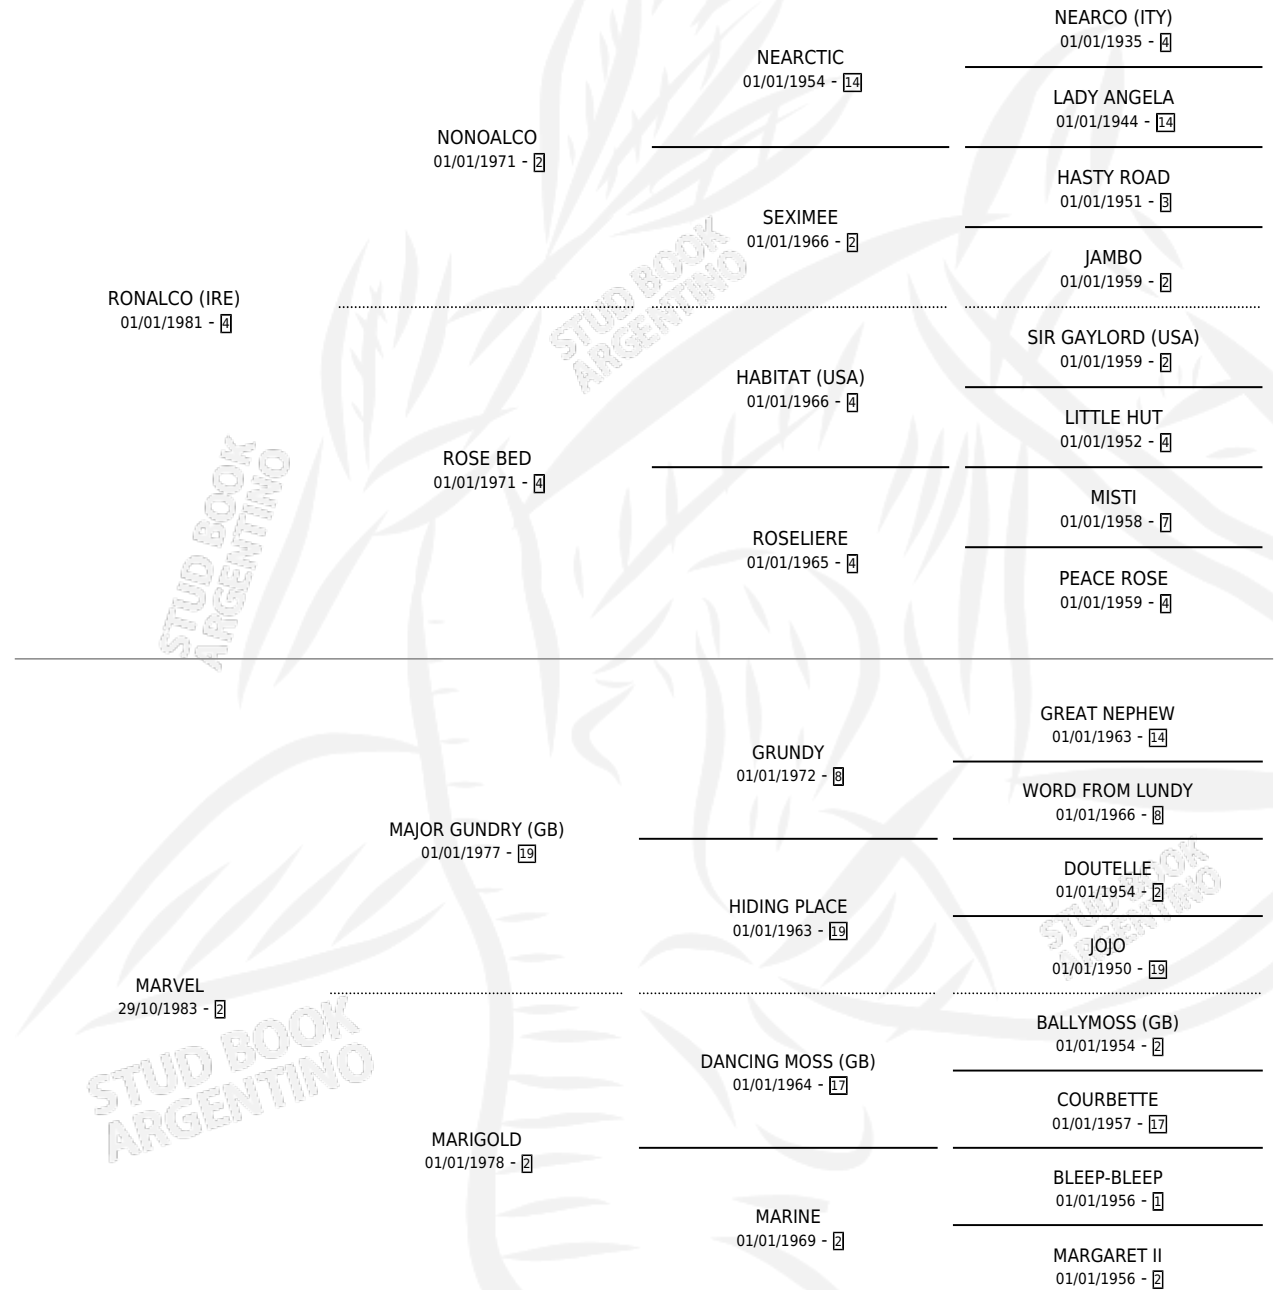 NEARCO (ITY)
01/01/1935 - 4
NEARCTIC
01/01/1954 - 14
LADY ANGELA
01/01/1944 - 14
NONOALCO
01/01/1971 - 2
HASTY ROAD
01/01/1951 - 3
SEXIMEE
01/01/1966 - 2
JAMBO
01/01/1959 - 2
RONALCO (IRE)
01/01/1981 - 4
SIR GAYLORD (USA)
01/01/1959 - 2
HABITAT (USA)
01/01/1966 - 4
LITTLE HUT
01/01/1952 - 4
ROSE BED
01/01/1971 - 4
MISTI
01/01/1958 - 7
ROSELIERE
01/01/1965 - 4
PEACE ROSE
01/01/1959 - 4
GREAT NEPHEW
01/01/1963 - 14
GRUNDY
01/01/1972 - 8
WORD FROM LUNDY
01/01/1966 - 8
MAJOR GUNDRY (GB)
01/01/1977 - 19
DOUTELLE
01/01/1954 - 2
HIDING PLACE
01/01/1963 - 19
JOJO
01/01/1950 - 19
MARVEL
29/10/1983 - 2
BALLYMOSS (GB)
01/01/1954 - 2
DANCING MOSS (GB)
01/01/1964 - 17
COURBETTE
01/01/1957 - 17
MARIGOLD
01/01/1978 - 2
BLEEP-BLEEP
01/01/1956 - 1
MARINE
01/01/1969 - 2
MARGARET II
01/01/1956 - 2
STUD BOOK
ARGENTINO
STUD BOOK
ARGENTINO
STUD BOOK
ARGENTINO
STUD BOOK
ARGENTINO